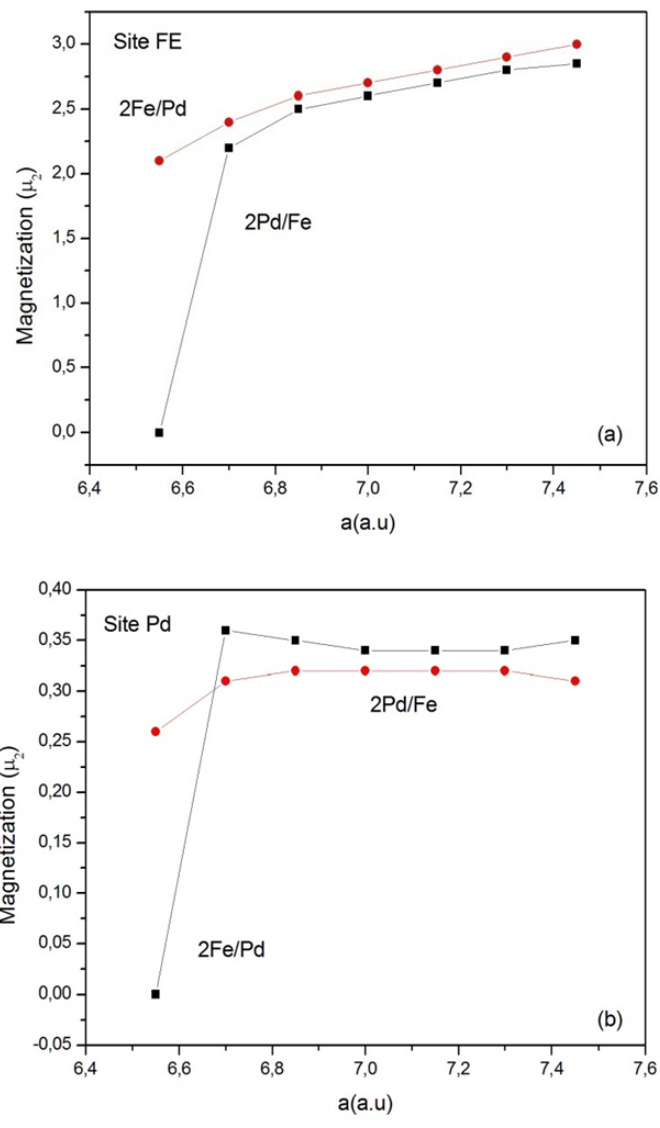 Site FE
3,0
2Fe/Pd
2,5
2,0
2Pd/Fe
1,5
1,0
0,5
0,0
Magnetization (μ2)
(a)
6,4 6,6 6,8 7,0 7,2 7,4 7,6
a(a.u)
0,40
Site Pd
0,35
0,30
2Pd/Fe
0,25
0,20
0,15
0,10
0,05
2Fe/Pd
0,00
-0,05
Magnetization (μ2)
(b)
6,4 6,6 6,8 7,0 7,2 7,4 7,6
a(a.u)